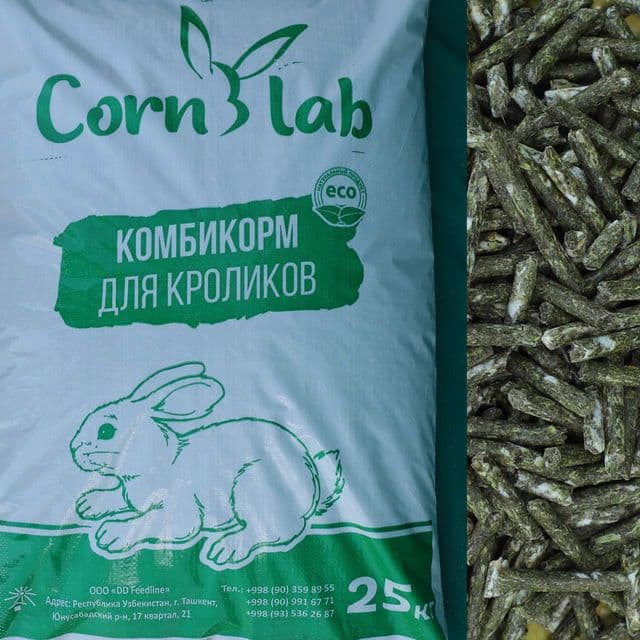 Corn lab
eco
КОМБИКОРМ
ДЛЯ КРОЛИКОВ
ООО «DD Feedline»
Адрес: Республика Узбекистан, г. Ташкент,
Юнусабадский р-н, 17 квартал, 21
Тел.: +998 (90) 359 89 55
+998 (90) 991 67 71
+998 (93) 536 26 87
25кг